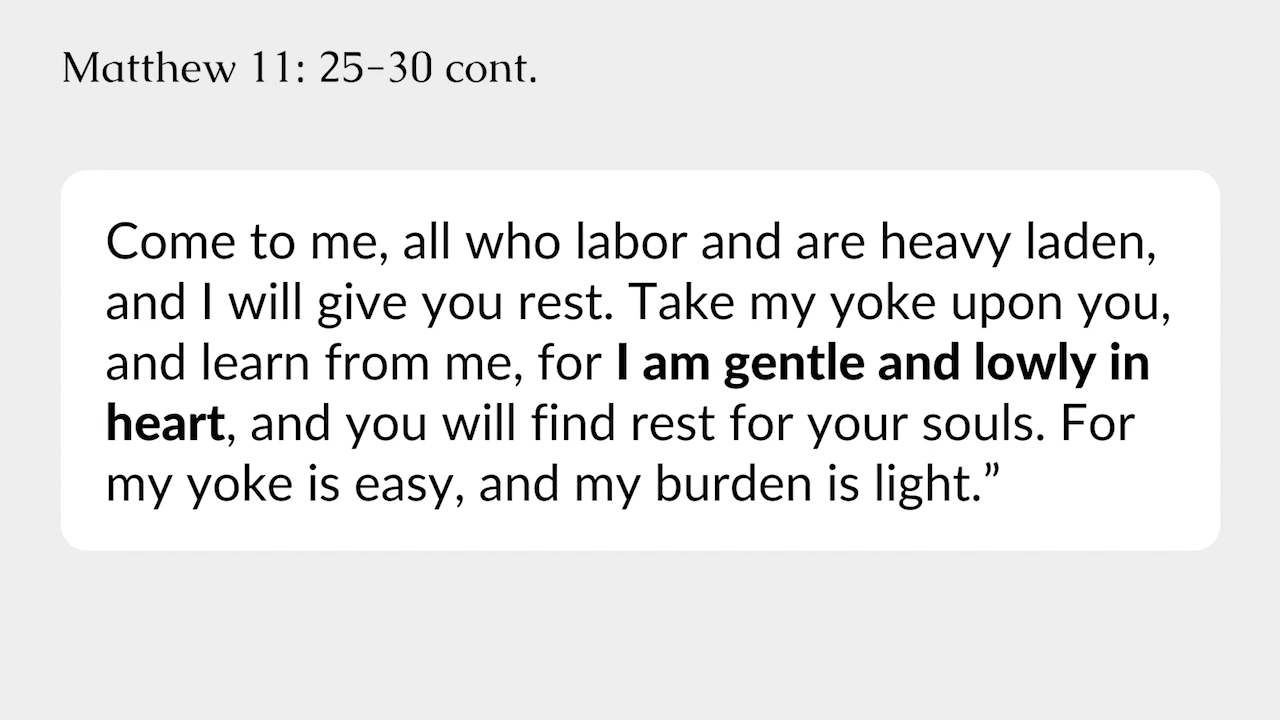 Matthew 11: 25-30 cont.
Come to me, all who labor and are heavy laden,
and I will give you rest. Take my yoke upon you,
and learn from me, for I am gentle and lowly in
heart, and you will find rest for your souls. For
my yoke is easy, and my burden is light.”